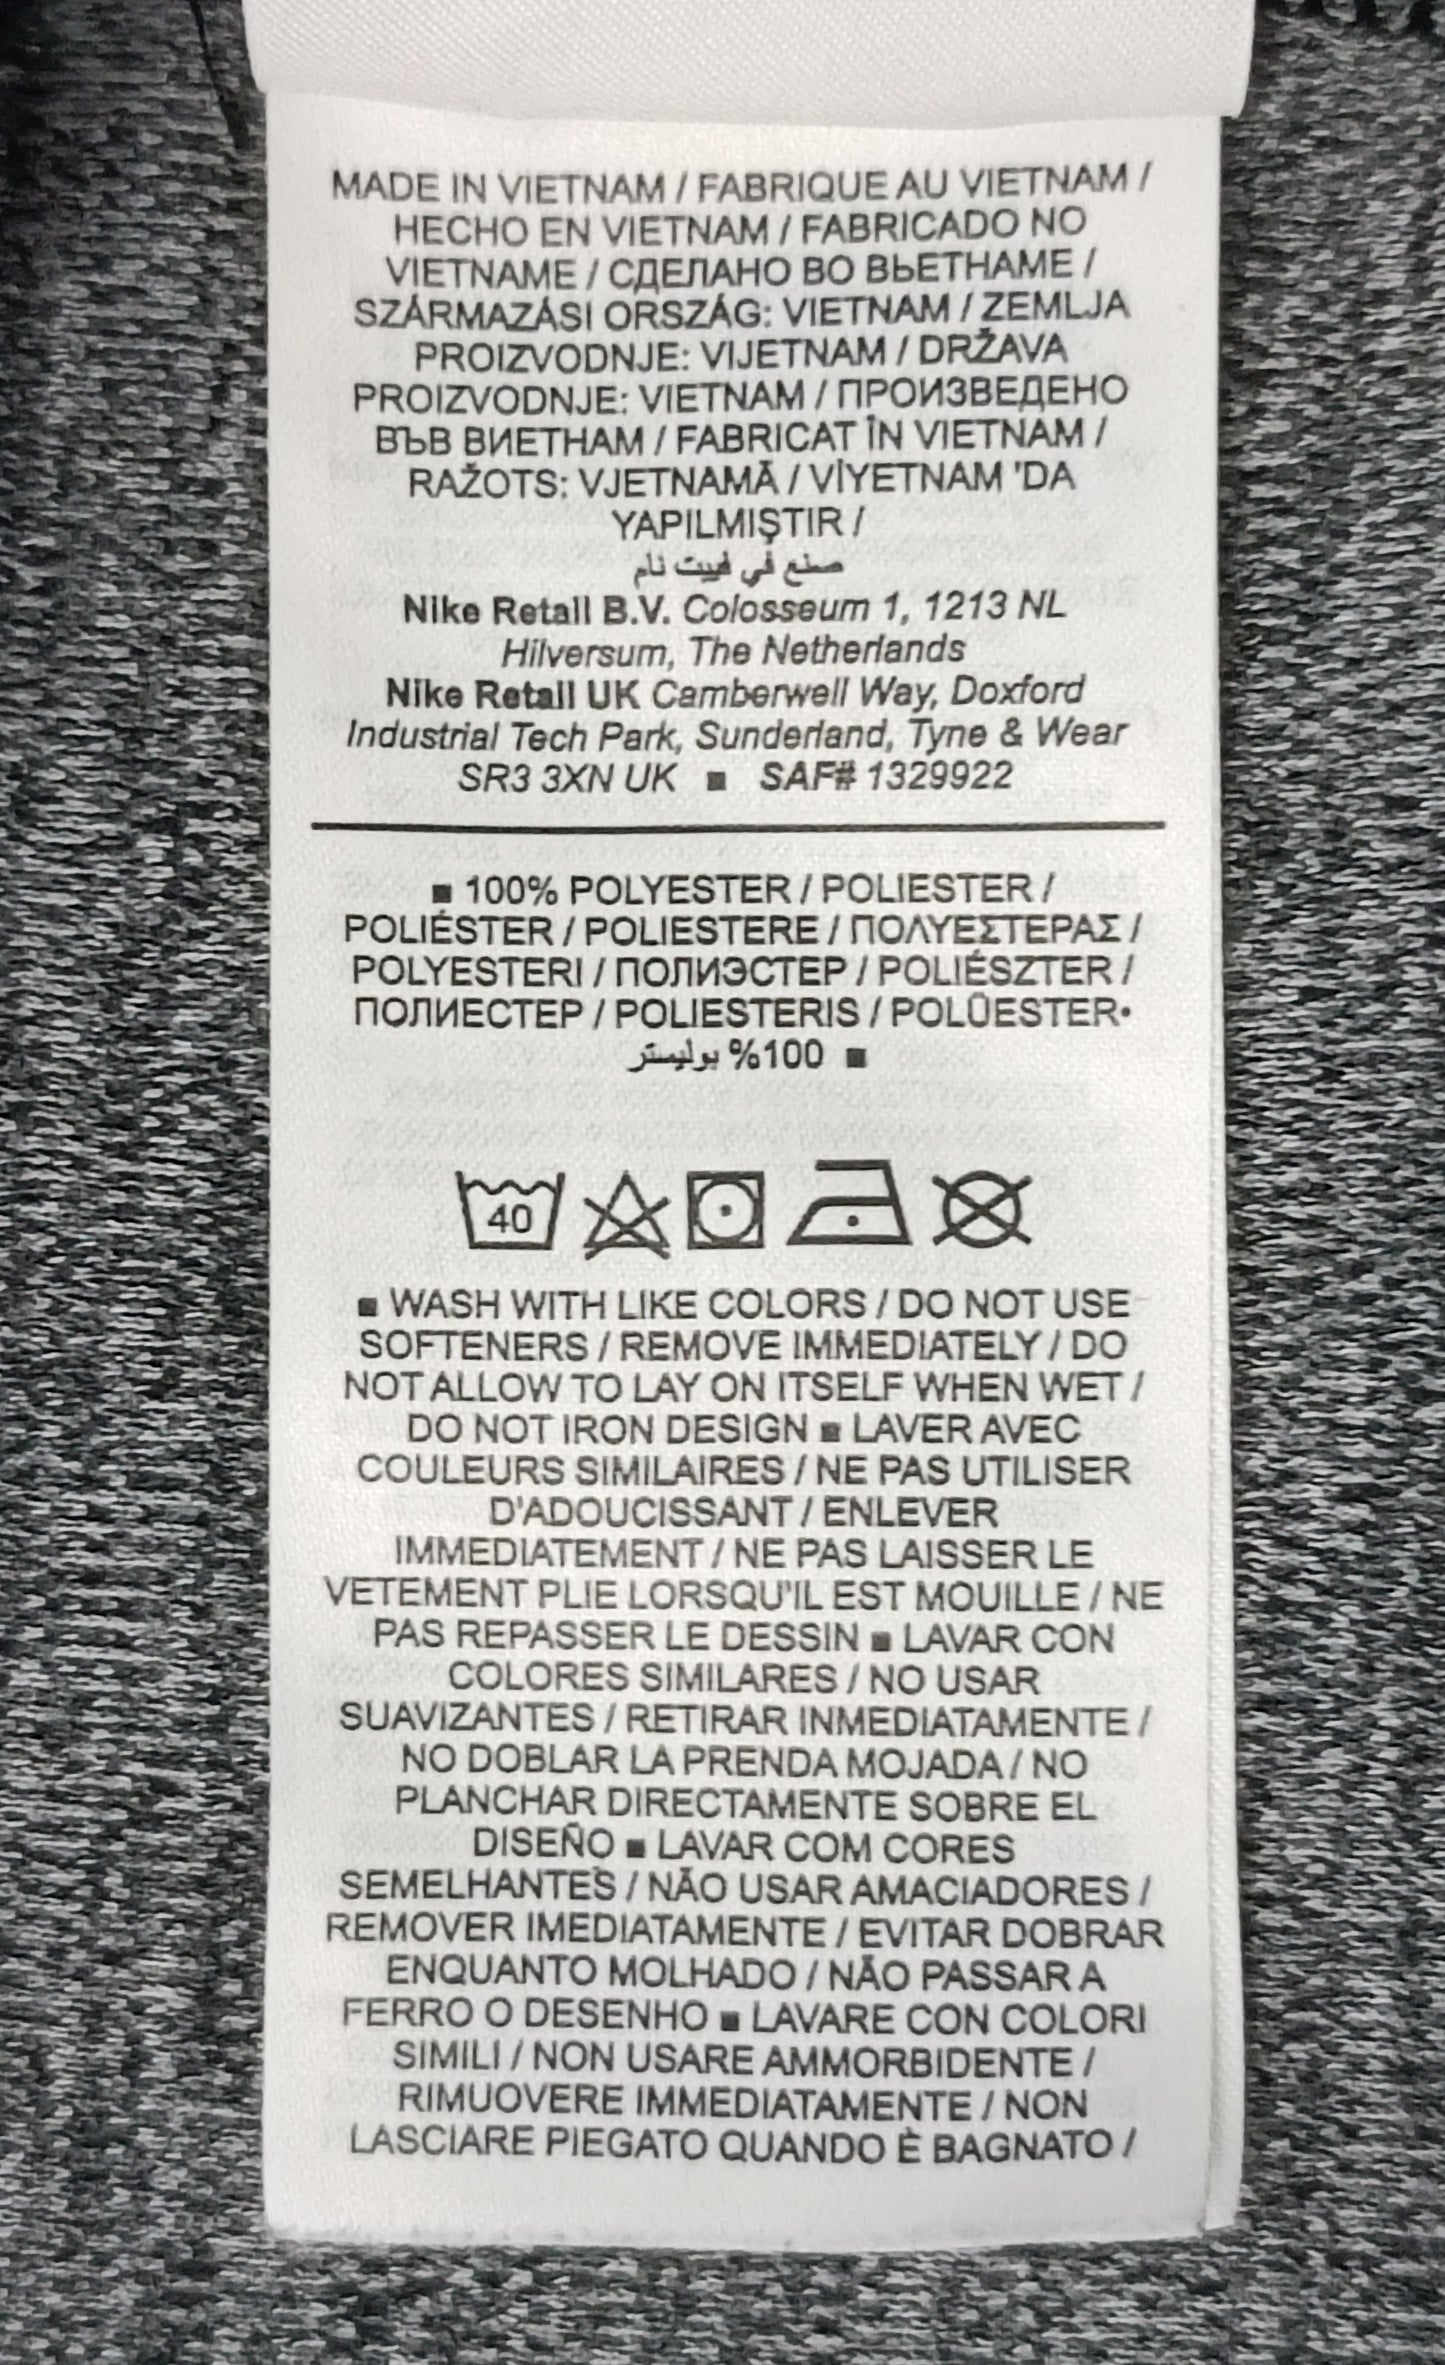 MADE IN VIETNAM / FABRIQUE AU VIETNAM /
HECHO EN VIETNAM / FABRICADO NO
VIETNAME / СДЕЛАНО ВО ВЬЕТНАМЕ /
SZÁRMAZÁSI ORSZÁG: VIETNAM / ZEMLJA
PROIZVODNJE: VIJETNAM / DRŽAVA
PROIZVODNJE: VIETNAM / ПРОИЗВЕДЕНО
ВЪВ ВИЕТНАМ / FABRICAT ÎN VIETNAM /
RAŽOTS: VJETNAMĀ / VİYETNAM 'DA
YAPILMIŞTIR /
صنع في فييت نام
Nike Retail B.V. Colosseum 1, 1213 NL
Hilversum, The Netherlands
Nike Retail UK Camberwell Way, Doxford
Industrial Tech Park, Sunderland, Tyne & Wear
SR3 3XN UK ■ SAF# 1329922
■ 100% POLYESTER / POLIESTER /
POLIÉSTER / POLIESTERE / ΠΟΛΥΕΣΤΕΡΑΣ /
POLYESTERI / ПОЛИЭСТЕР / POLIÉSZTER /
ПОЛИЕСТЕР / POLIESTERIS / POLÜESTER•
■ 100% بوليستر
40
■ WASH WITH LIKE COLORS / DO NOT USE
SOFTENERS / REMOVE IMMEDIATELY / DO
NOT ALLOW TO LAY ON ITSELF WHEN WET /
DO NOT IRON DESIGN ■ LAVER AVEC
COULEURS SIMILAIRES / NE PAS UTILISER
D'ADOUCISSANT / ENLEVER
IMMEDIATEMENT / NE PAS LAISSER LE
VETEMENT PLIE LORSQU'IL EST MOUILLE / NE
PAS REPASSER LE DESSIN ■ LAVAR CON
COLORES SIMILARES / NO USAR
SUAVIZANTES / RETIRAR INMEDIATAMENTE /
NO DOBLAR LA PRENDA MOJADA / NO
PLANCHAR DIRECTAMENTE SOBRE EL
DISEÑO ■ LAVAR COM CORES
SEMELHANTES / NÃO USAR AMACIADORES /
REMOVER IMEDIATAMENTE / EVITAR DOBRAR
ENQUANTO MOLHADO / NÃO PASSAR A
FERRO O DESENHO ■ LAVARE CON COLORI
SIMILI / NON USARE AMMORBIDENTE /
RIMUOVERE IMMEDIATAMENTE / NON
LASCIARE PIEGATO QUANDO È BAGNATO /